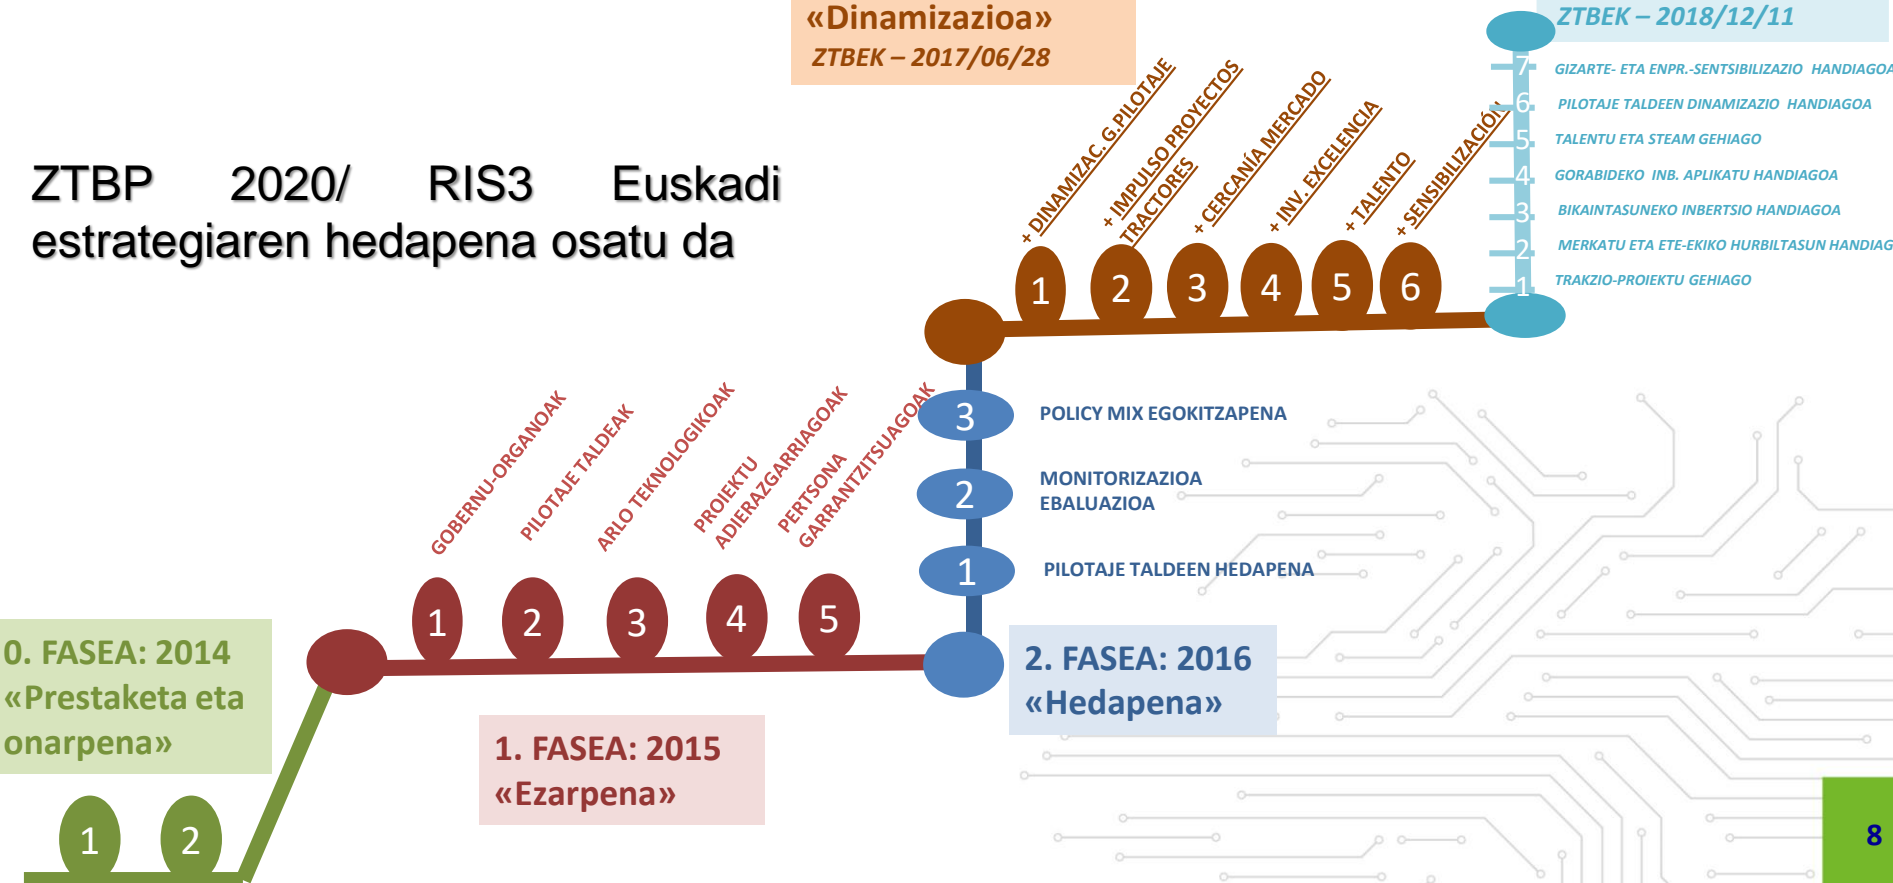 «Dinamizazioa»
ZTBEK – 2017/06/28
ZTBEK – 2018/12/11
ZTBP 2020/ RIS3 Euskadi
estrategiaren hedapena osatu da
+ DINAMIZAC. G.PILOTAJE
+ IMPULSO PROYECTOS
TRACTORES
+ CERCANÍA MERCADO
+ INV. EXCELENCIA
+ TALENTO
+ SENSIBILIZACIÓN
1
2
3
4
5
6
7 GIZARTE- ETA ENPR.-SENTSIBILIZAZIO HANDIAGOA
6 PILOTAJE TALDEEN DINAMIZAZIO HANDIAGOA
5 TALENTU ETA STEAM GEHIAGO
4 GORABIDEKO INB. APLIKATU HANDIAGOA
3 BIKAINTASUNEKO INBERTSIO HANDIAGOA
2 MERKATU ETA ETE-EKIKO HURBILTASUN HANDIAG
1 TRAKZIO-PROIEKTU GEHIAGO
3 POLICY MIX EGOKITZAPENA
2 MONITORIZAZIOA
EBALUAZIOA
1 PILOTAJE TALDEEN HEDAPENA
GOBERNU-ORGANOAK
PILOTAJE TALDEAK
ARLO TEKNOLOGIKOAK
PROIEKTU
ADIERAZGARRIAGOAK
PERTSONA
GARRANTZITSUAGOAK
1
2
3
4
5
0. FASEA: 2014
«Prestaketa eta
onarpena»
1
2
1. FASEA: 2015
«Ezarpena»
2. FASEA: 2016
«Hedapena»
8